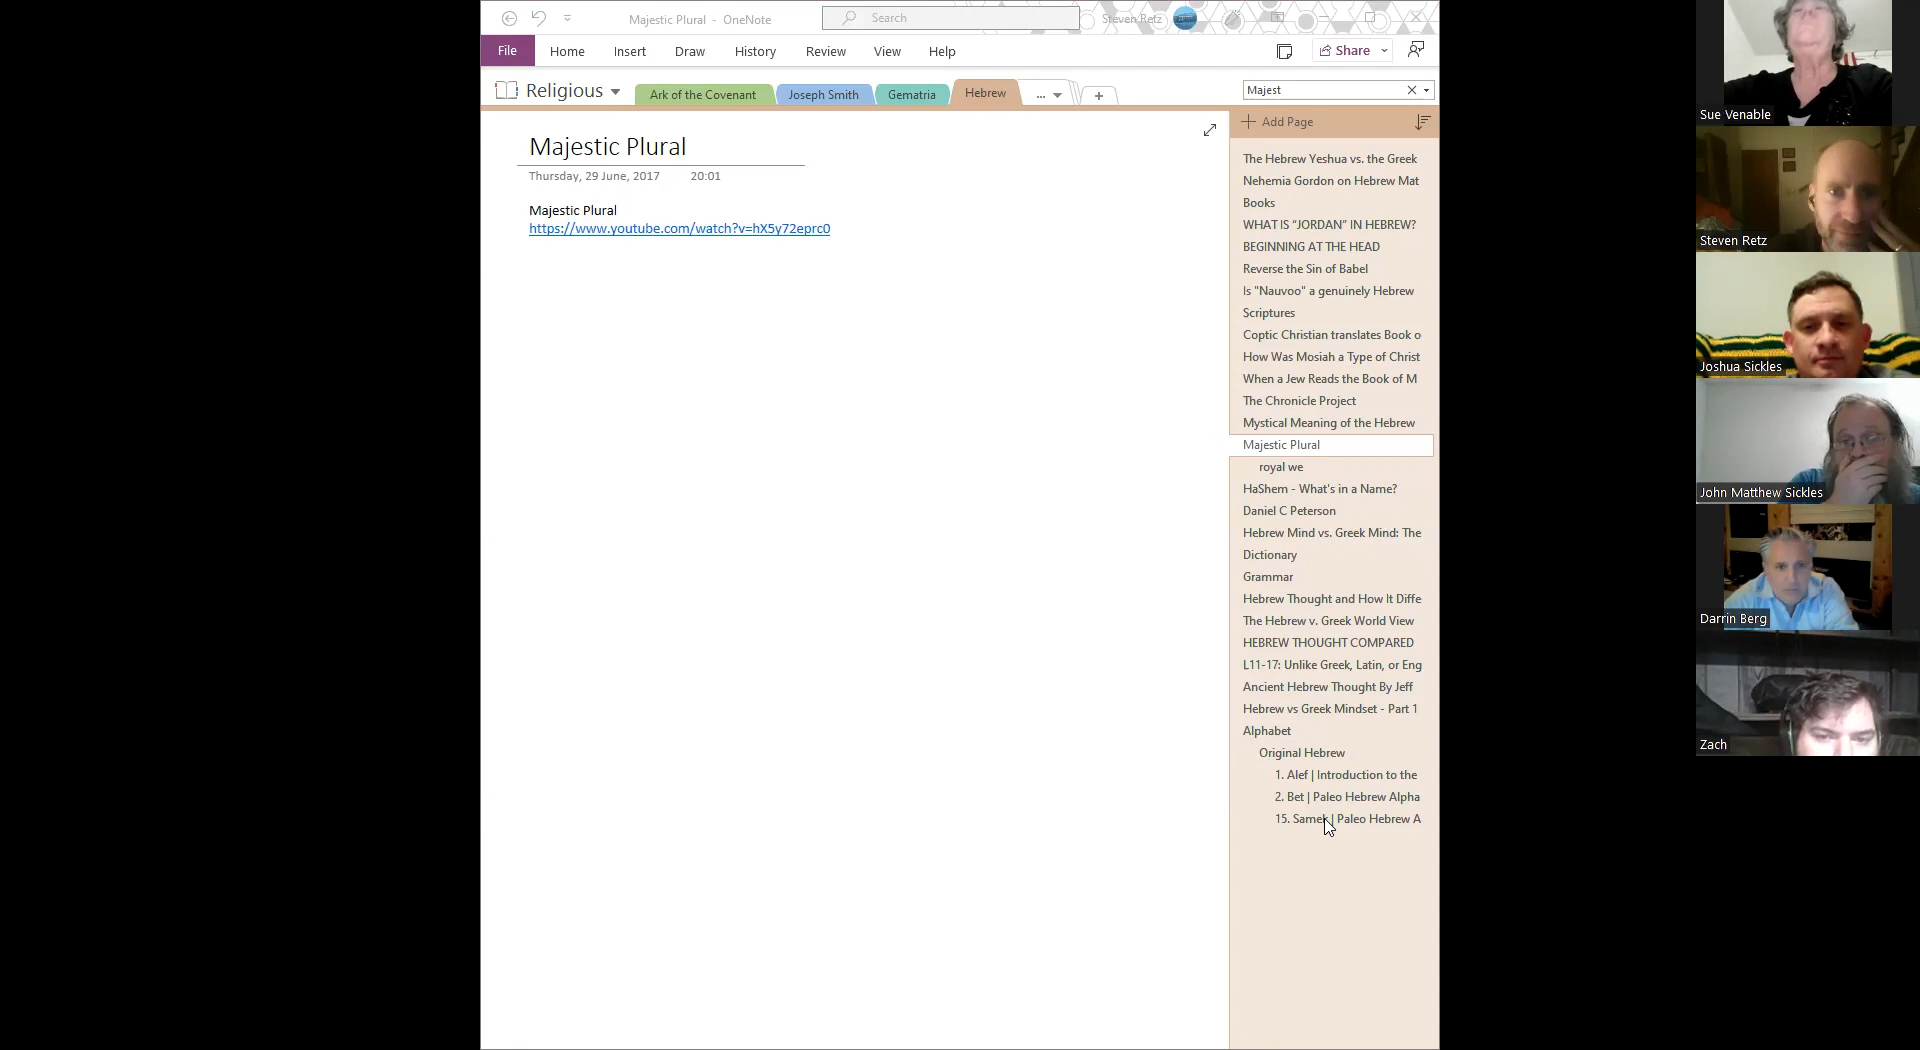 Majestic Plural - OneNote
Search
Steven Retz
File
Home
Insert
Draw
History
Review
View
Help
Share
Religious
Ark of the Covenant
Joseph Smith
Gematria
Hebrew
...
Majest
Majestic Plural
Thursday, 29 June, 2017 20:01
Majestic Plural
https://www.youtube.com/watch?v=hX5y72eprc0
Add Page
The Hebrew Yeshua vs. the Greek
Nehemia Gordon on Hebrew Mat
Books
WHAT IS “JORDAN” IN HEBREW?
BEGINNING AT THE HEAD
Reverse the Sin of Babel
Is "Nauvoo" a genuinely Hebrew
Scriptures
Coptic Christian translates Book o
How Was Mosiah a Type of Christ
When a Jew Reads the Book of M
The Chronicle Project
Mystical Meaning of the Hebrew
Majestic Plural
royal we
HaShem - What's in a Name?
Daniel C Peterson
Hebrew Mind vs. Greek Mind: The
Dictionary
Grammar
Hebrew Thought and How It Diffe
The Hebrew v. Greek World View
HEBREW THOUGHT COMPARED
L11-17: Unlike Greek, Latin, or Eng
Ancient Hebrew Thought By Jeff
Hebrew vs Greek Mindset - Part 1
Alphabet
Original Hebrew
1. Alef | Introduction to the
2. Bet | Paleo Hebrew Alpha
15. Samek | Paleo Hebrew A
Sue Venable
Steven Retz
Joshua Sickles
John Matthew Sickles
Darrin Berg
Zach